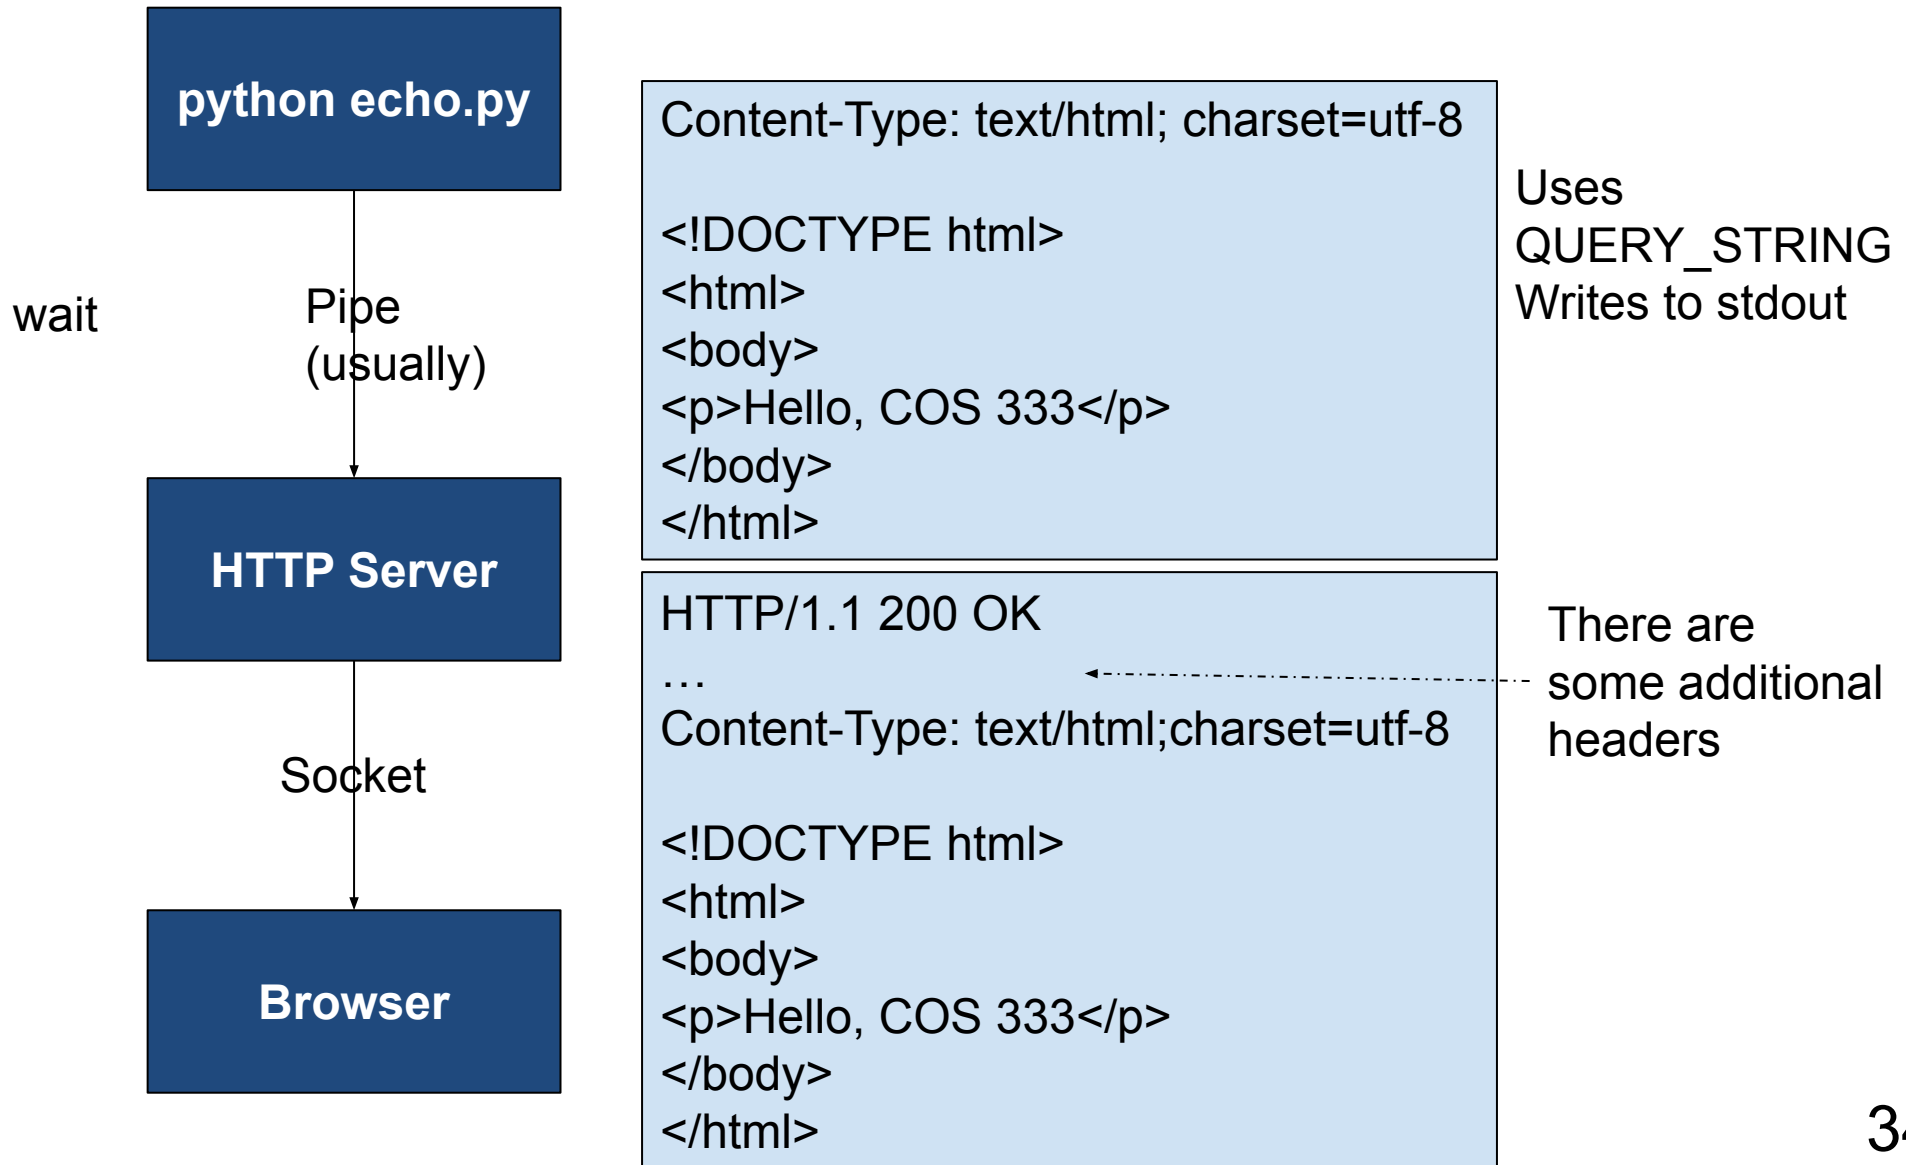 python echo.py
wait
Pipe
(usually)
HTTP Server
Socket
Browser
Content-Type: text/html; charset=utf-8
<!DOCTYPE html>
<html>
<body>
<p>Hello, COS 333</p>
</body>
</html>
Uses
QUERY_STRING
Writes to stdout
HTTP/1.1 200 OK
…
Content-Type: text/html;charset=utf-8
<!DOCTYPE html>
<html>
<body>
<p>Hello, COS 333</p>
</body>
</html>
There are
some additional
headers
34